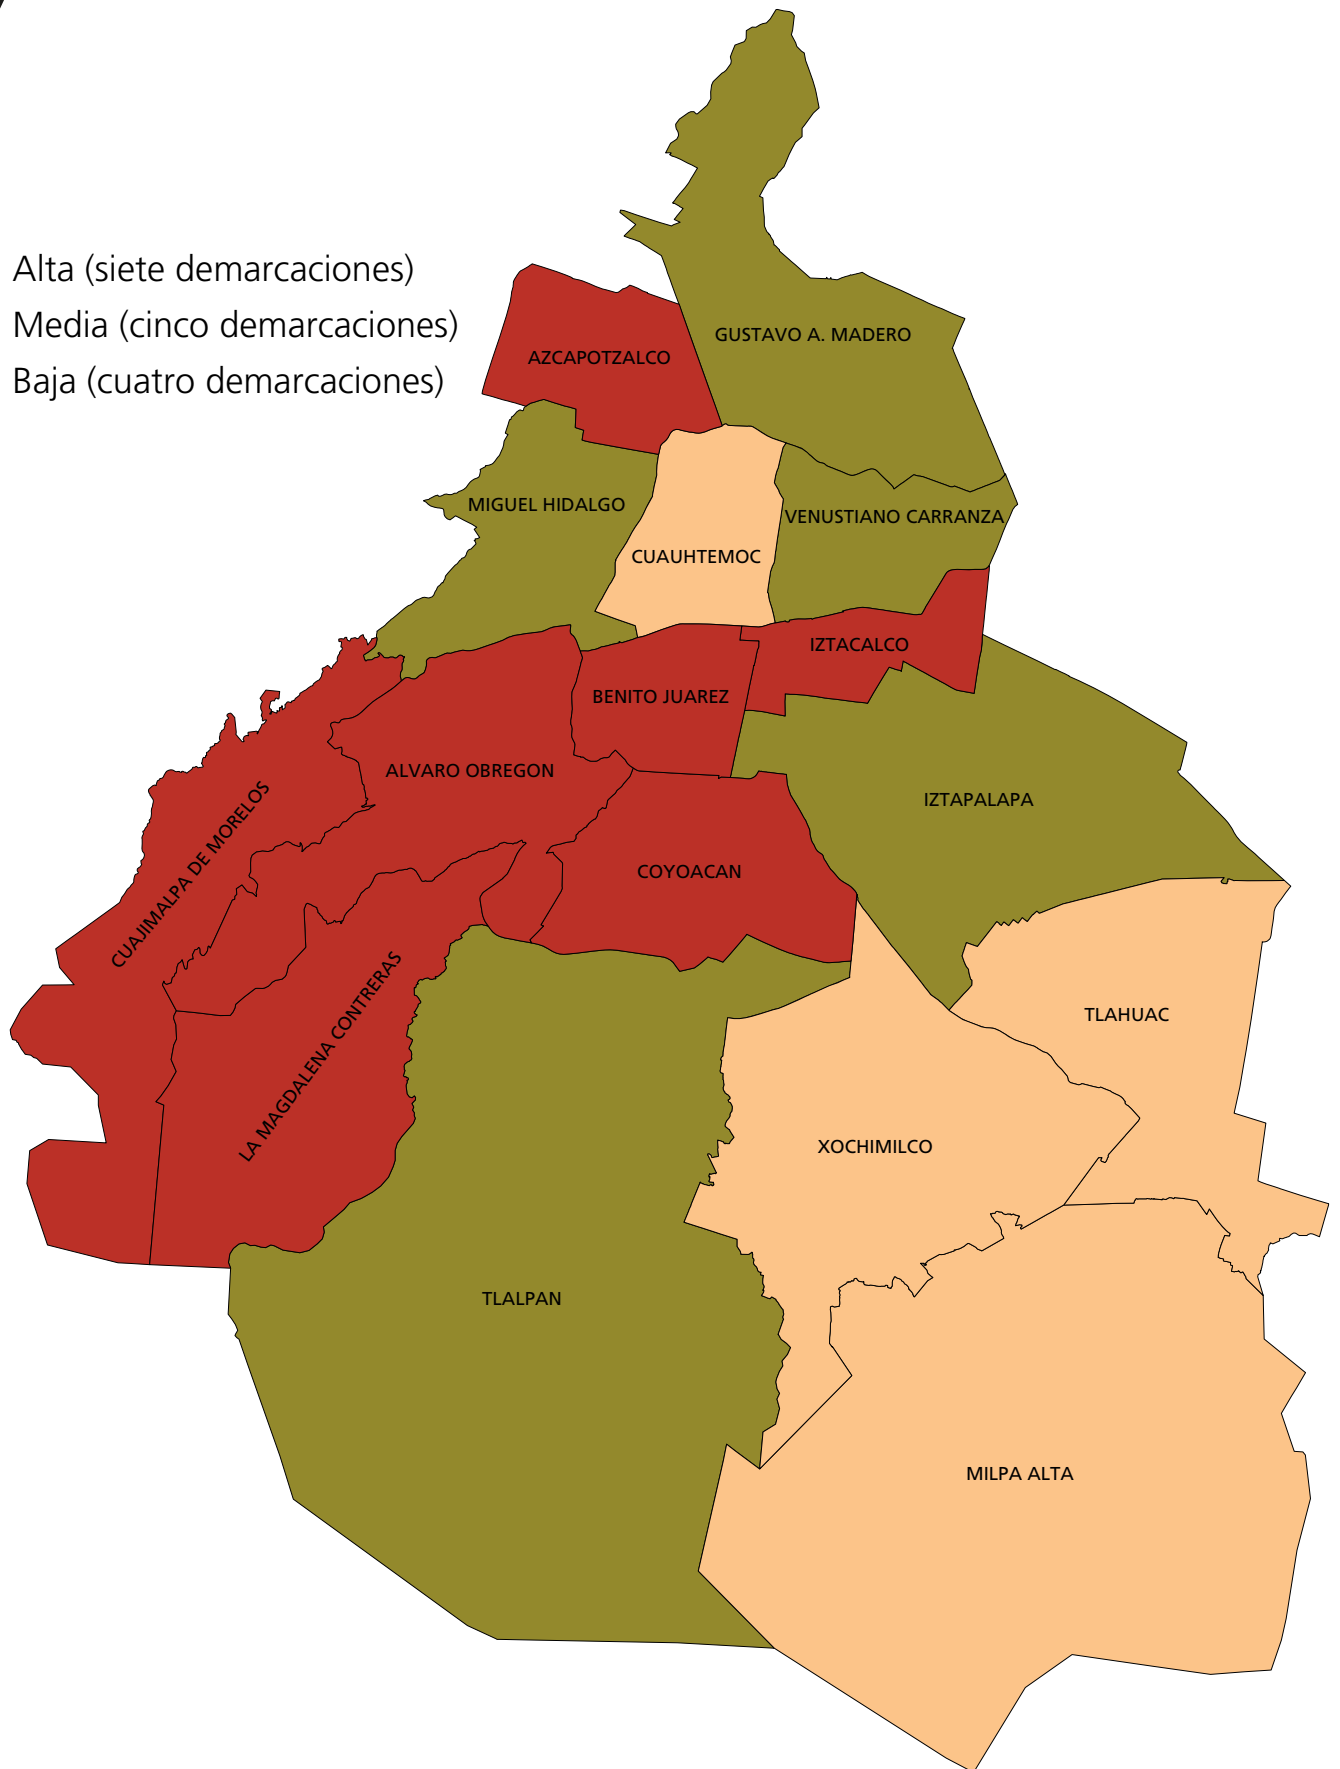 Alta (siete demarcaciones)
Media (cinco demarcaciones)
Baja (cuatro demarcaciones)
GUSTAVO A. MADERO
AZCAPOTZALCO
MIGUEL HIDALGO
VENUSTIANO CARRANZA
CUAUHTEMOC
IZTACALCO
BENITO JUAREZ
ALVARO OBREGON
IZTAPALAPA
CUAJIMALPA DE MORELOS
COYOACAN
LA MAGDALENA CONTRERAS
TLAHUAC
XOCHIMILCO
TLALPAN
MILPA ALTA